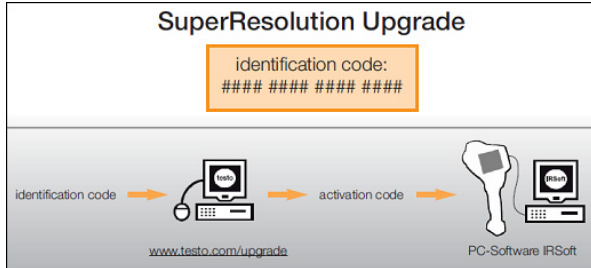 SuperResolution Upgrade
identification code:
#### #### #### ####
identification code
testo
activation code
IRSoft
www.testo.com/upgrade
PC-Software IRSoft